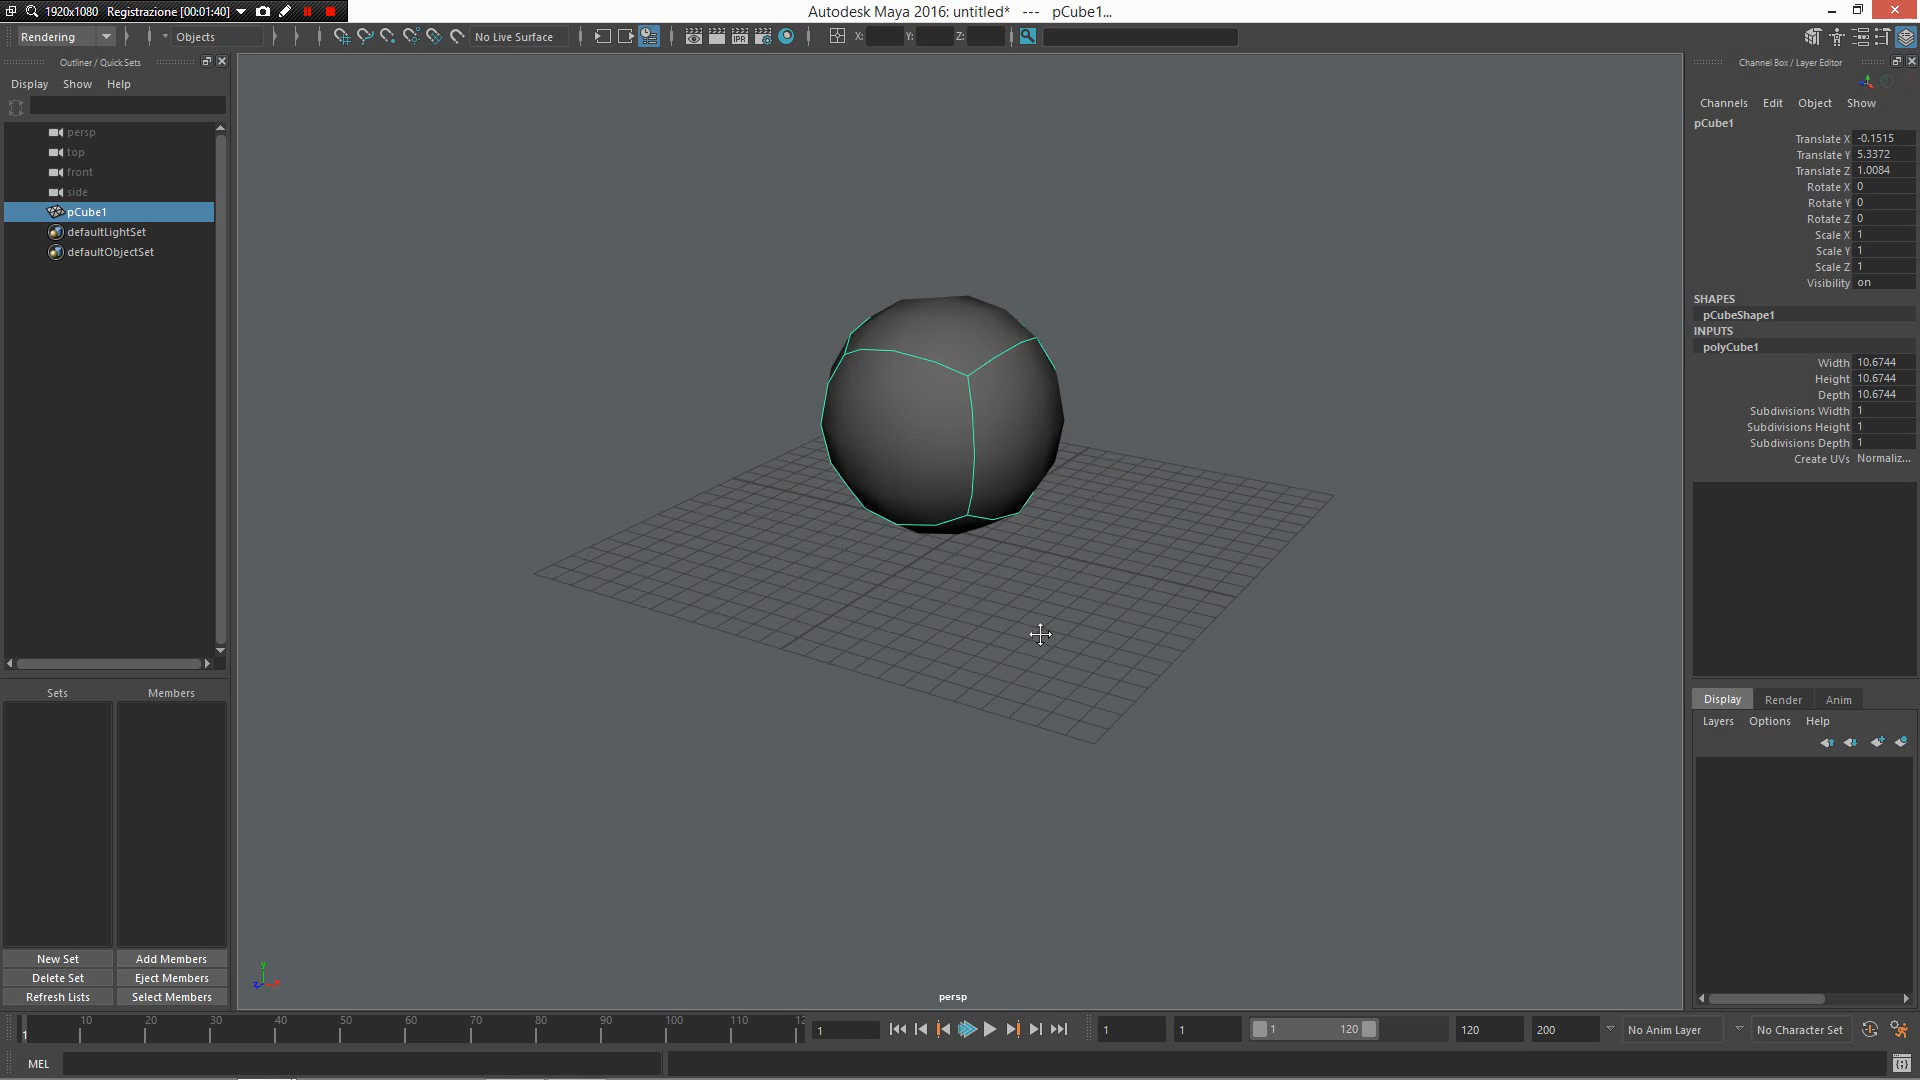 1920x1080 Registrazione [00:01:40]
Autodesk Maya 2016: untitled* --- pCube1...
Rendering
Objects
No Live Surface
IPR
X:
Y:
Z:
Outliner / Quick Sets
Display Show Help
persp
top
front
side
pCube1
defaultLightSet
defaultObjectSet
Sets
Members
New Set
Add Members
Delete Set
Eject Members
Refresh Lists
Select Members
persp
y
z
Channel Box / Layer Editor
Channels Edit Object Show
pCube1
Translate X -0.1515
Translate Y 5.3372
Translate Z 1.0084
Rotate X 0
Rotate Y 0
Rotate Z 0
Scale X 1
Scale Y 1
Scale Z 1
Visibility on
SHAPES
pCubeShape1
INPUTS
polyCube1
Width 10.6744
Height 10.6744
Depth 10.6744
Subdivisions Width 1
Subdivisions Height 1
Subdivisions Depth 1
Create UVs Normaliz...
Display Render Anim
Layers Options Help
1 10 20 30 40 50 60 70 80 90 100 110 12
1
1
1
1 120
120
200
No Anim Layer
No Character Set
MEL